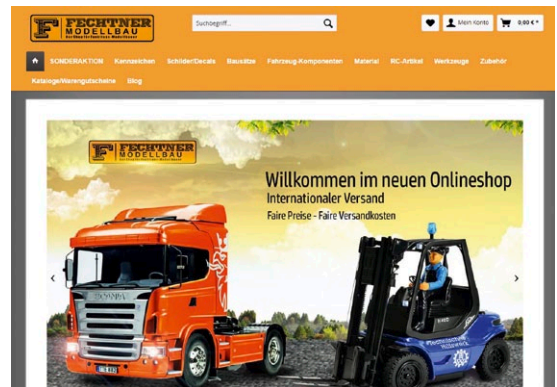 FECHTNER
MODELLBAU
Suchbegriff...
Mein Konto
0,00 € *
SONDERAKTION Kennzeichen Schilder/Decals Bausätze Fahrzeug-Komponenten Material RC-Artikel Werkzeuge Zubehör
Kataloge/Warengutscheine Blog
FECHTNER
MODELLBAU
Willkommen im neuen Onlineshop
Internationaler Versand
Faire Preise - Faire Versandkosten
SCANIA